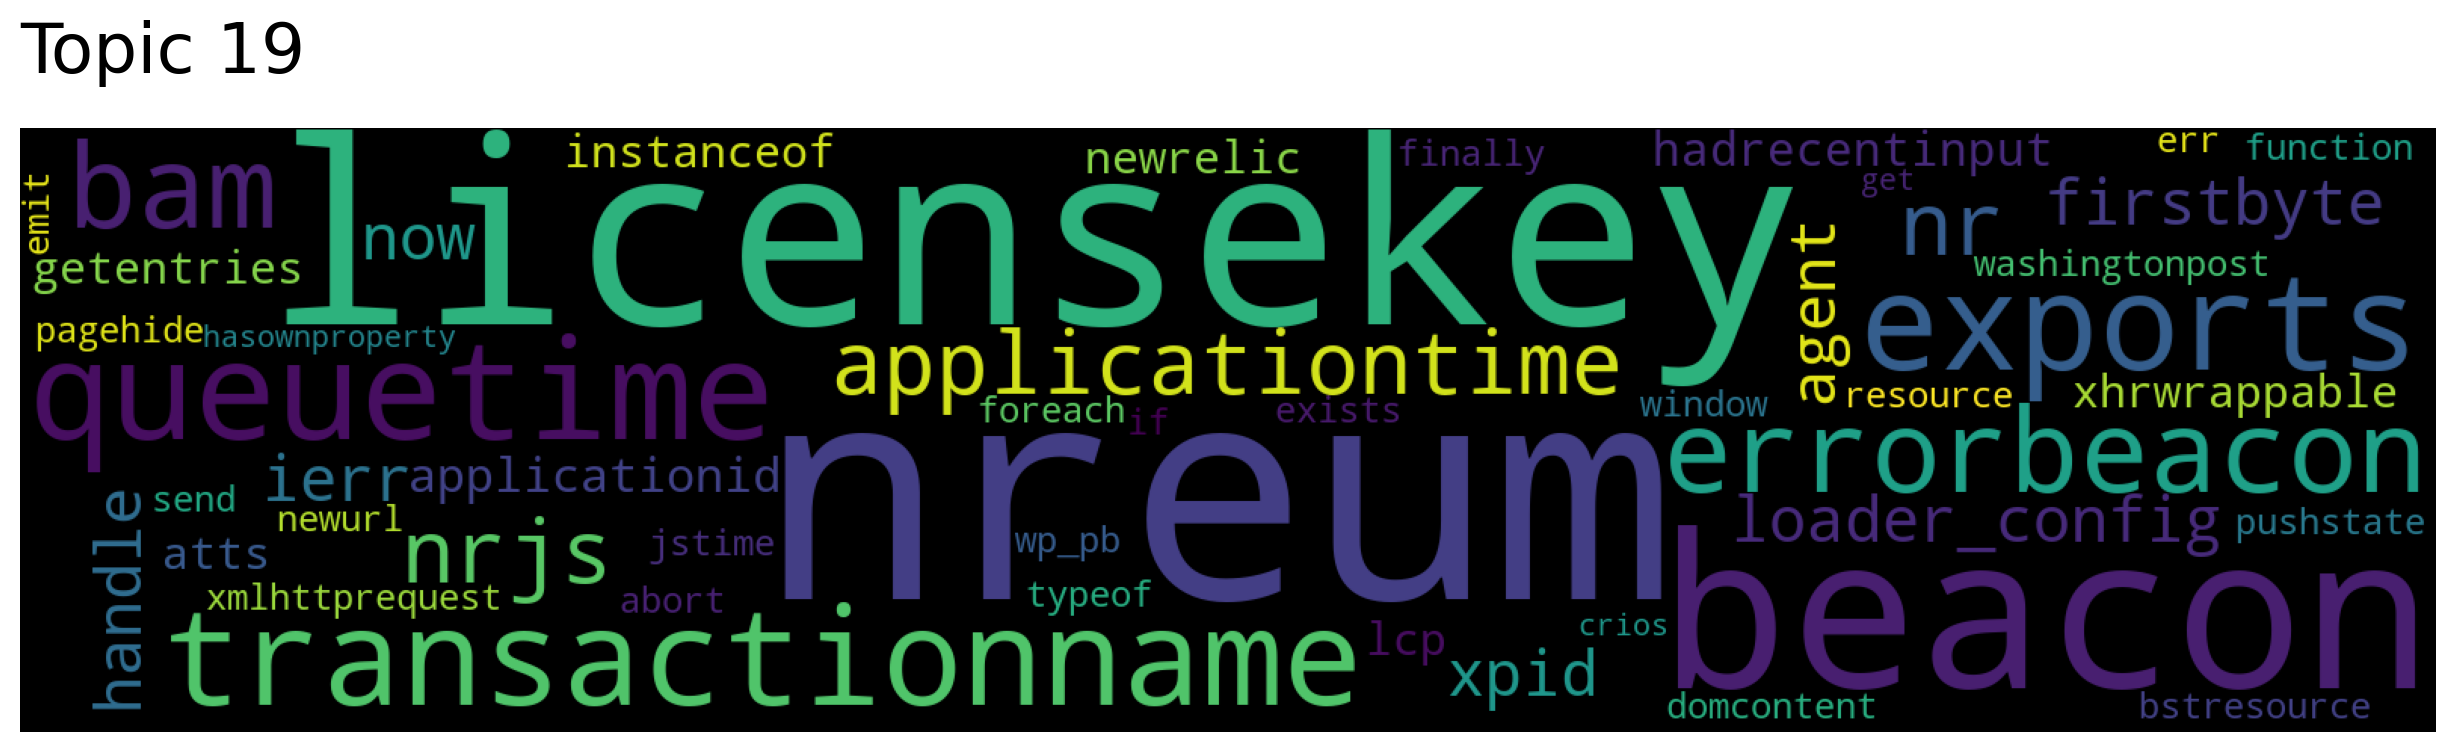 Topic 19
instanceof
newrelic
finally
hadrecentinput
err
function
emit
bam
licensekey
get
now
nr
firstbyte
getentries
agent
washingtonpost
exports
pagehide
hasownproperty
queuetime
applicationtime
resource
xhrwrappable
foreach
if
exists
window
nreum
errorbeacon
ierr
applicationid
handle
send
newurl
loader_config
pushstate
atts
nrjs
jstime
wp_pb
beacon
xmlhttprequest
abort
typeof
transactionname
lcp
crios
xpid
domcontent
bstresource